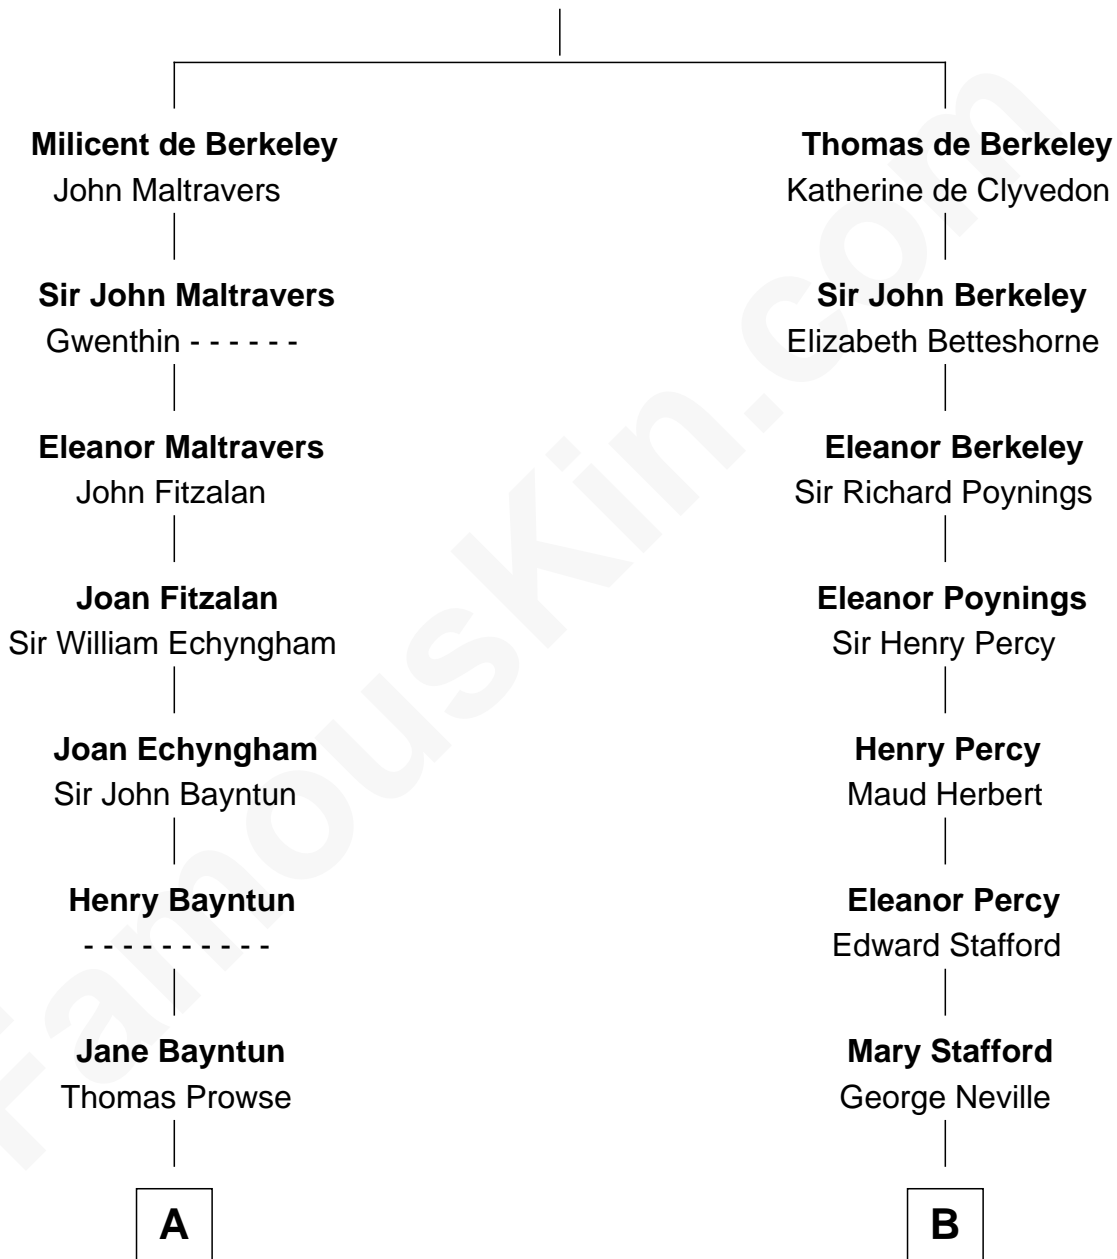 Milicent de Berkeley
John Maltravers
Sir John Maltravers
Gwenthin - - - - - -
Eleanor Maltravers
John Fitzalan
Joan Fitzalan
Sir William Echyngham
Joan Echyngham
Sir John Bayntun
Henry Bayntun
- - - - - - - - - -
Jane Bayntun
Thomas Prowse
A
Thomas de Berkeley
Katherine de Clyvedon
Sir John Berkeley
Elizabeth Betteshorne
Eleanor Berkeley
Sir Richard Poynings
Eleanor Poynings
Sir Henry Percy
Henry Percy
Maud Herbert
Eleanor Percy
Edward Stafford
Mary Stafford
George Neville
B
FamousKin.com